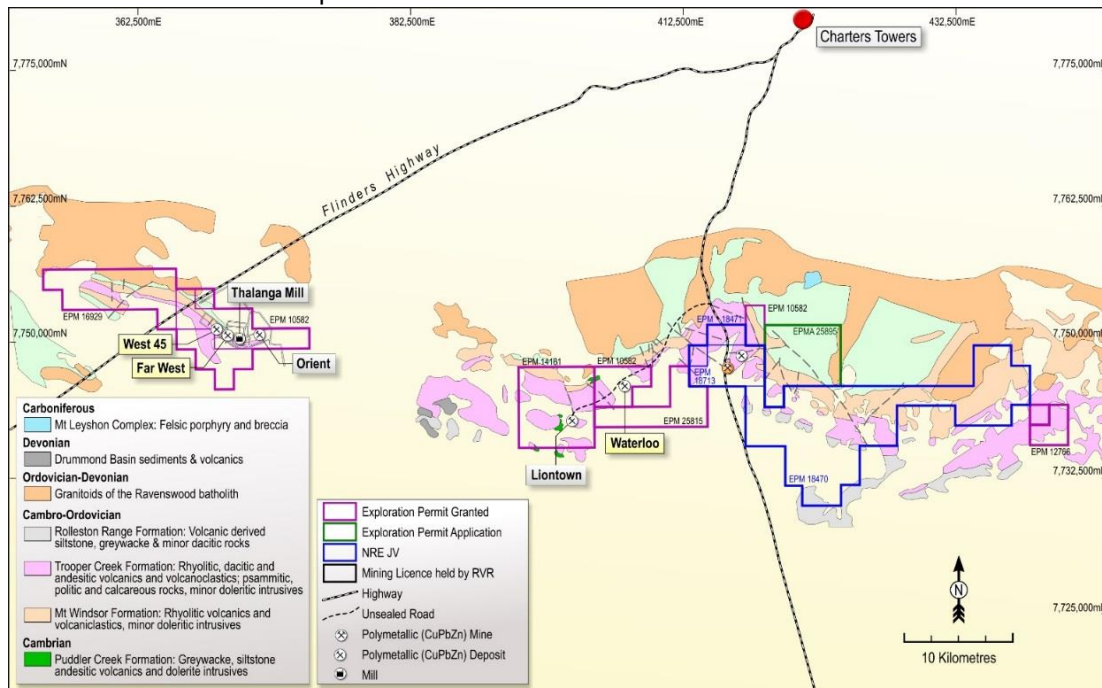 362,500mE
382,500mE
412,500mE
432,500mE
Charters Towers
7,775,000mN
7,775,000mN
Flinders Highway
7,762,500mN
7,762,500mN
Thalanga Mill
EPM 16929
EPM 10582
West 45
Far West
Orient
7,750,000mN
7,750,000mN
EPM 10582
EPM 18471
EPMA 25895
EPM 14161
EPM 10582
EPM 18713
EPM 25815
Waterloo
Liontown
EPM 12766
EPM 18470
7,732,500mN
7,725,000mN
Carboniferous
Mt Leyshon Complex: Felsic porphyry and breccia
Devonian
Drummond Basin sediments & volcanics
Ordovician-Devonian
Granitoids of the Ravenswood batholith
Cambro-Ordovician
Rolleston Range Formation: Volcanic derived
siltstone, greywacke & minor dacitic rocks
Trooper Creek Formation: Rhyolitic, dacitic and
andesitic volcanics and volcanoclastics; psammitic,
politic and calcareous rocks, minor doleritic intrusives
Mt Windsor Formation: Rhyolitic volcanics and
volcaniclastics, minor doleritic intrusives
Cambrian
Puddler Creek Formation: Greywacke, siltstone
andesitic volcanics and dolerite intrusives
Exploration Permit Granted
Exploration Permit Application
NRE JV
Mining Licence held by RVR
Highway
Unsealed Road
Polymetallic (CuPbZn) Mine
Polymetallic (CuPbZn) Deposit
Mill
N
10 Kilometres